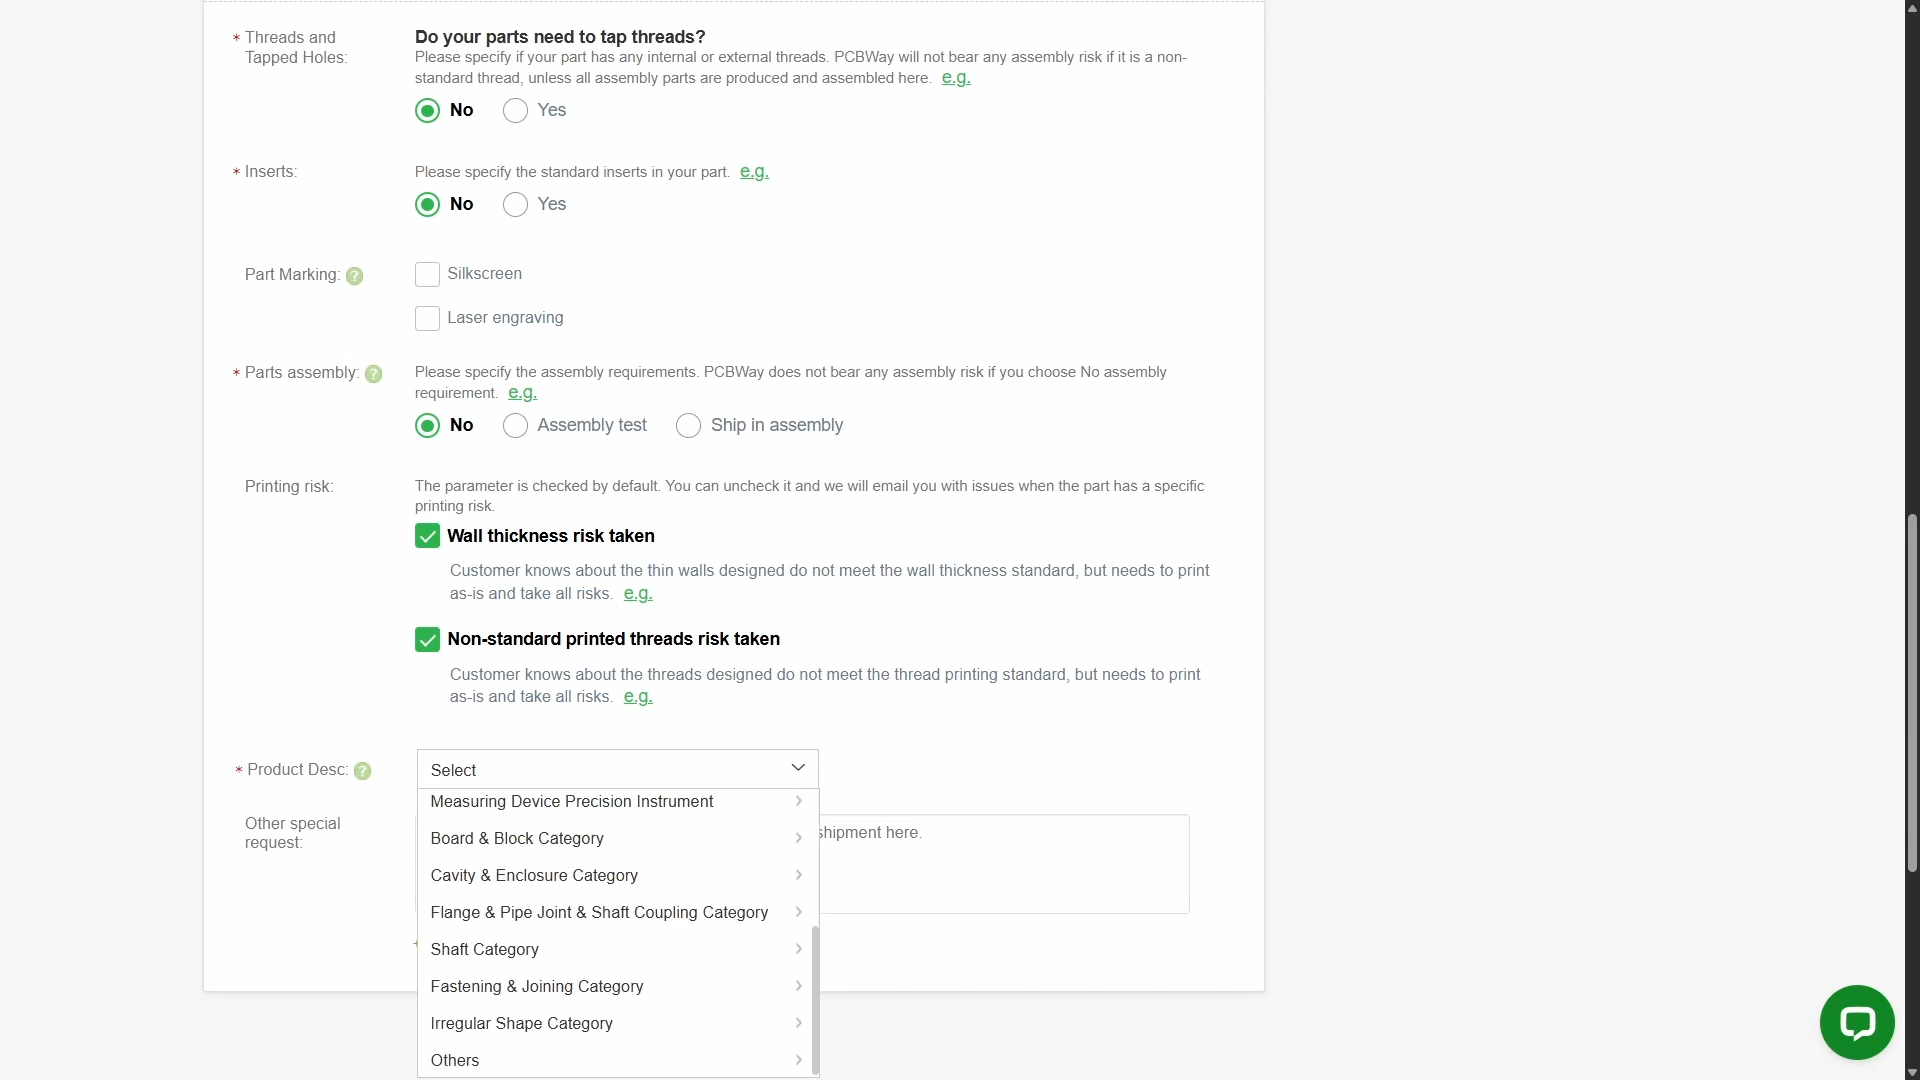 * Threads and
Tapped Holes:
Do your parts need to tap threads?
Please specify if your part has any internal or external threads. PCBWay will not bear any assembly risk if it is a non-
standard thread, unless all assembly parts are produced and assembled here. e.g.
No Yes
* Inserts:
Please specify the standard inserts in your part. e.g.
No Yes
Part Marking: ?
Silkscreen
Laser engraving
* Parts assembly: ?
Please specify the assembly requirements. PCBWay does not bear any assembly risk if you choose No assembly
requirement. e.g.
No Assembly test Ship in assembly
Printing risk:
The parameter is checked by default. You can uncheck it and we will email you with issues when the part has a specific
printing risk.
Wall thickness risk taken
Customer knows about the thin walls designed do not meet the wall thickness standard, but needs to print
as-is and take all risks. e.g.
Non-standard printed threads risk taken
Customer knows about the threads designed do not meet the thread printing standard, but needs to print
as-is and take all risks. e.g.
* Product Desc: ?
Select
Measuring Device Precision Instrument
Board & Block Category
Cavity & Enclosure Category
Flange & Pipe Joint & Shaft Coupling Category
Shaft Category
Fastening & Joining Category
Irregular Shape Category
Others
Other special
request:
shipment here.